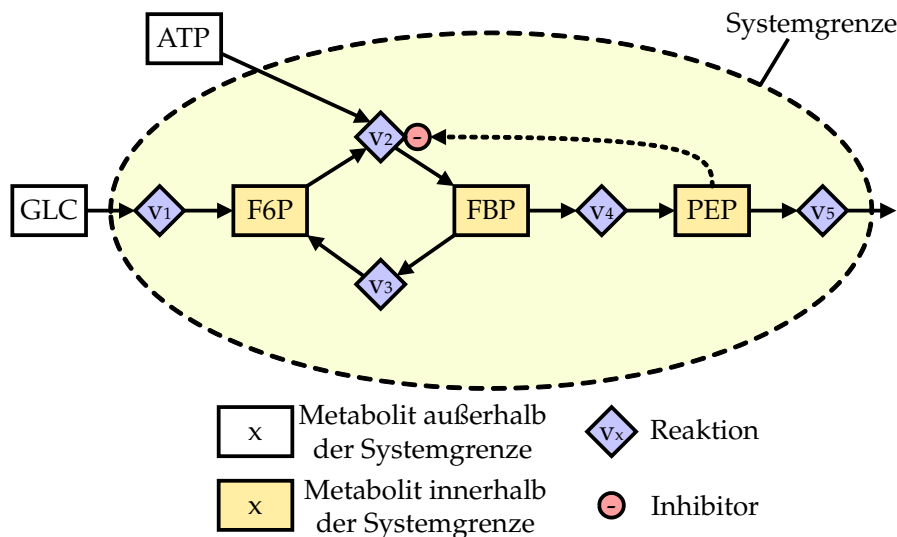 Systemgrenze
ATP
v2
-
GLC
v1
F6P
FBP
v4
PEP
v5
v3
x
Metabolit außerhalb
der Systemgrenze
vx
Reaktion
x
Metabolit innerhalb
der Systemgrenze
-
Inhibitor